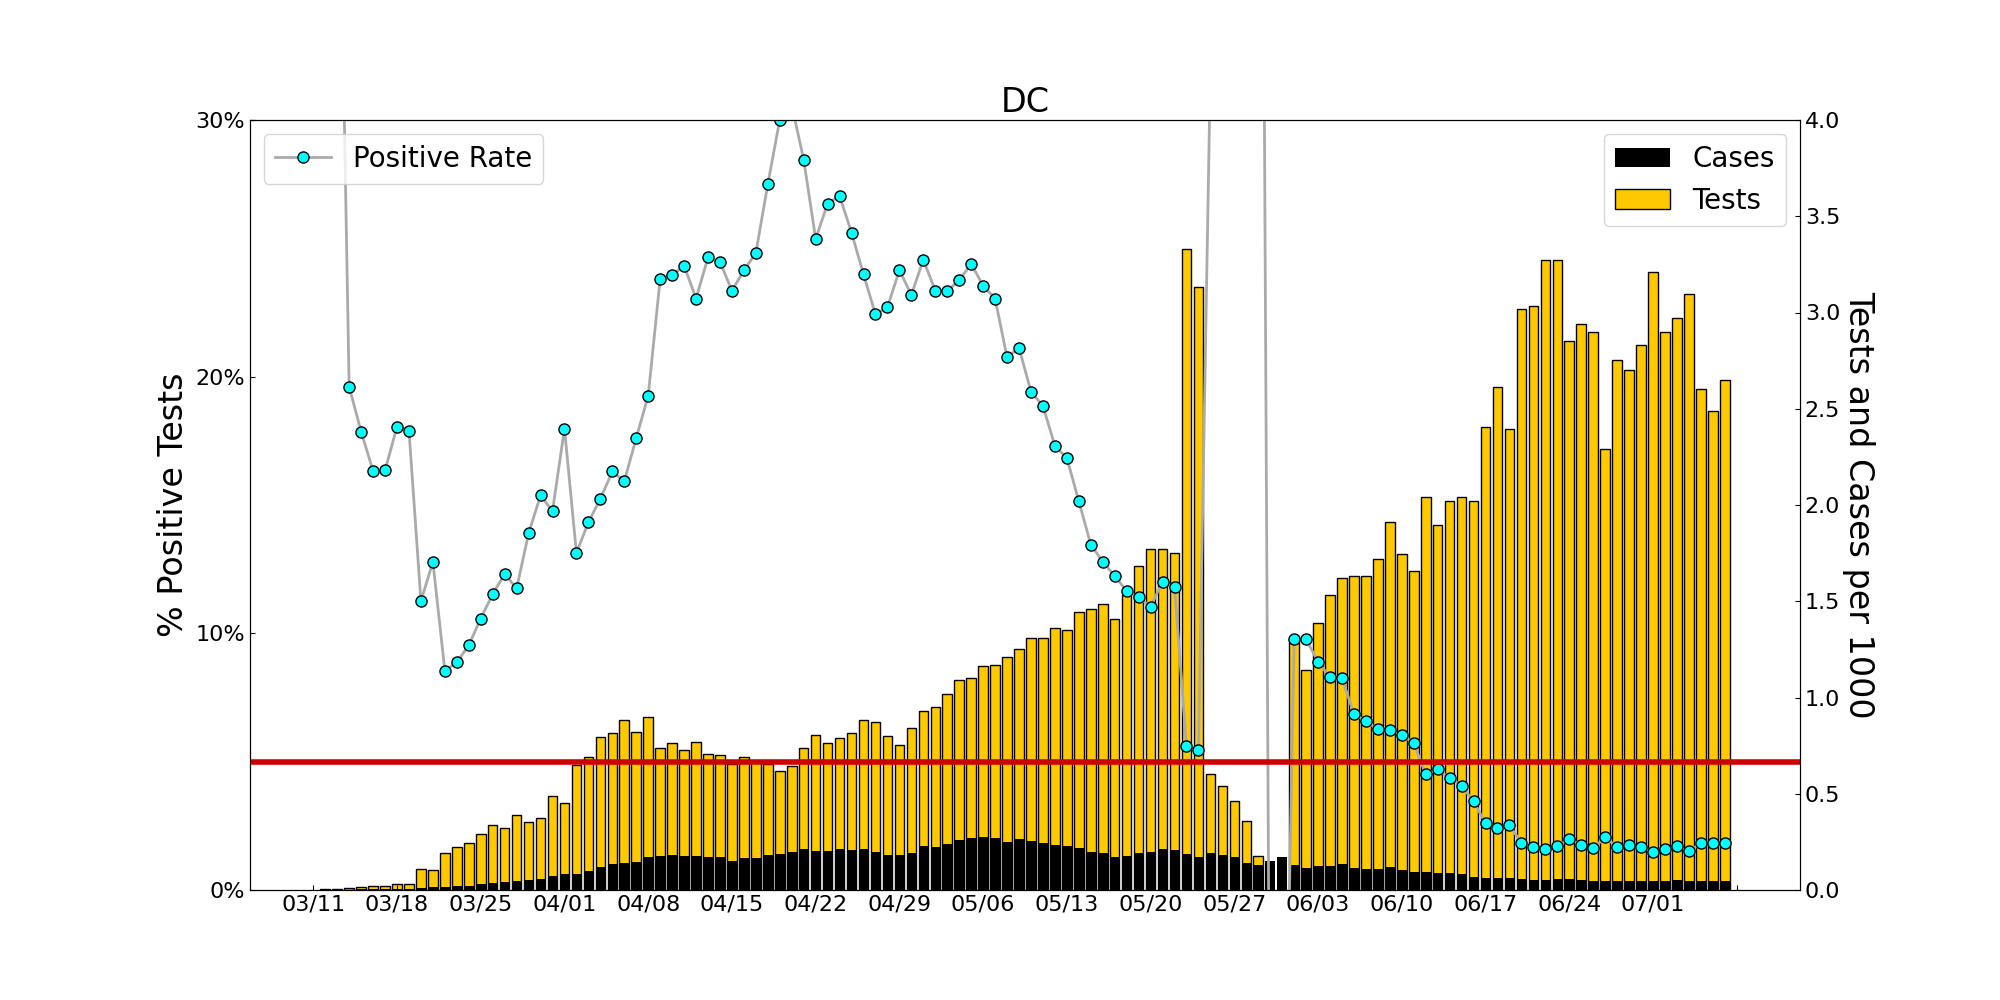 DC
30%
20%
10%
0%
% Positive Tests
Positive Rate
Cases
Tests
4.0
3.5
3.0
2.5
2.0
1.5
1.0
0.5
0.0
Tests and Cases per 1000
03/11 03/18 03/25 04/01 04/08 04/15 04/22 04/29 05/06 05/13 05/20 05/27 06/03 06/10 06/17 06/24 07/01